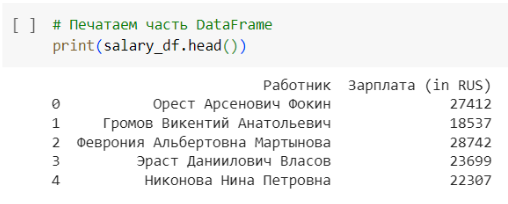 [ ] # Печатаем часть DataFrame
print(salary_df.head())
Работник Зарплата (in RUS)
0 Орест Арсенович Фокин 27412
1 Громов Викентий Анатольевич 18537
2 Феврония Альбертовна Мартынова 28742
3 Эраст Даниилович Власов 23699
4 Никонова Нина Петровна 22307